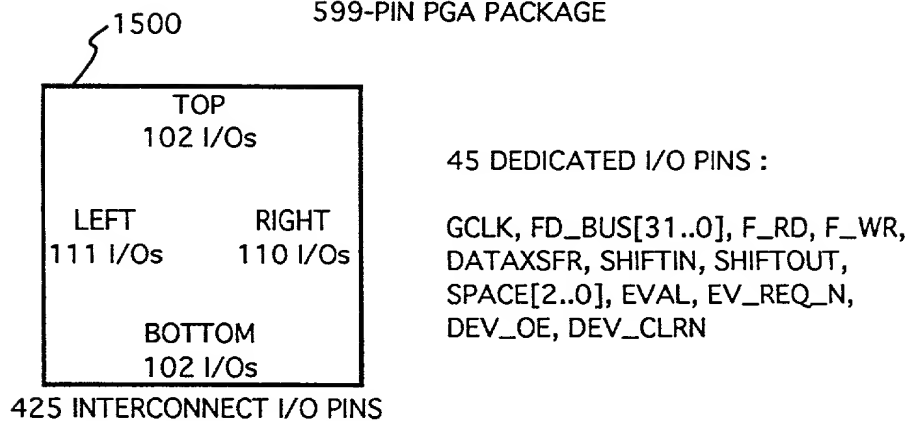 599-PIN PGA PACKAGE
1500
TOP
102 I/Os
LEFT
111 I/Os
RIGHT
110 I/Os
BOTTOM
102 I/Os
425 INTERCONNECT I/O PINS
45 DEDICATED I/O PINS :
GCLK, FD_BUS[31..0], F_RD, F_WR,
DATAXSFR, SHIFTIN, SHIFTOUT,
SPACE[2..0], EVAL, EV_REQ_N,
DEV_OE, DEV_CLRN